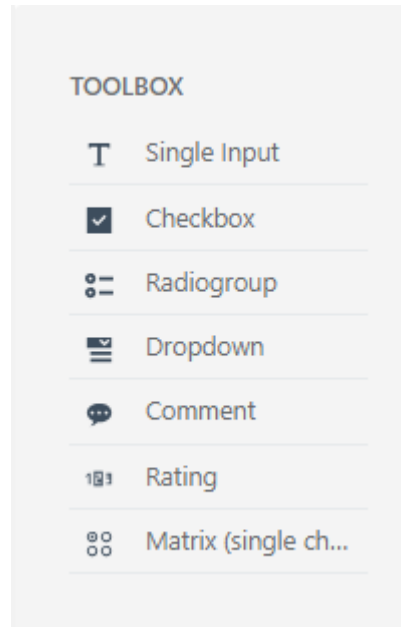 TOOLBOX
Single Input
Checkbox
Radiogroup
Dropdown
Comment
Rating
Matrix (single ch...